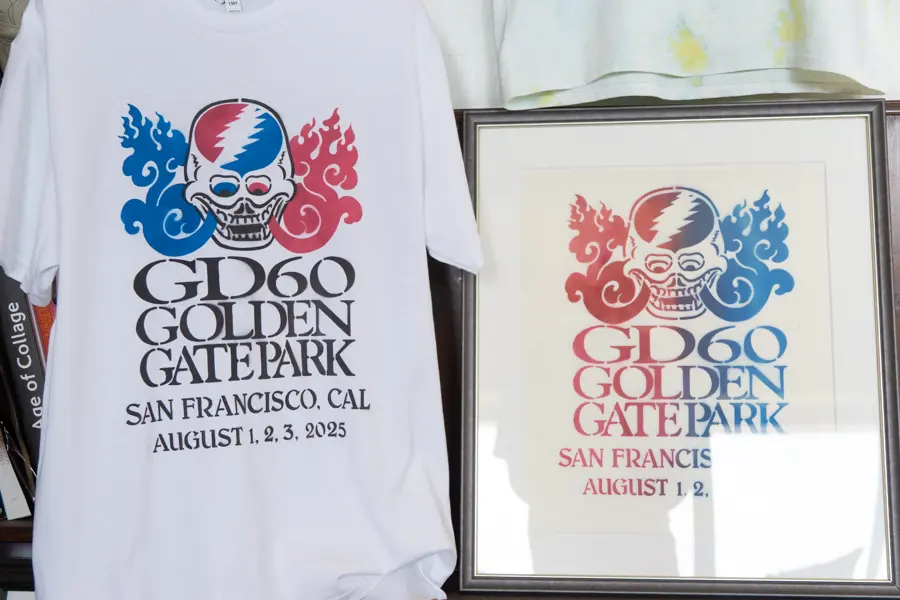 GD60
GOLDEN
GATE PARK
SAN FRANCISCO, CAL
AUGUST 1, 2, 3, 2025
Age of Collage
GD60
GOLDEN
GATE PARK
SAN FRANCIS
AUGUST 1, 2,